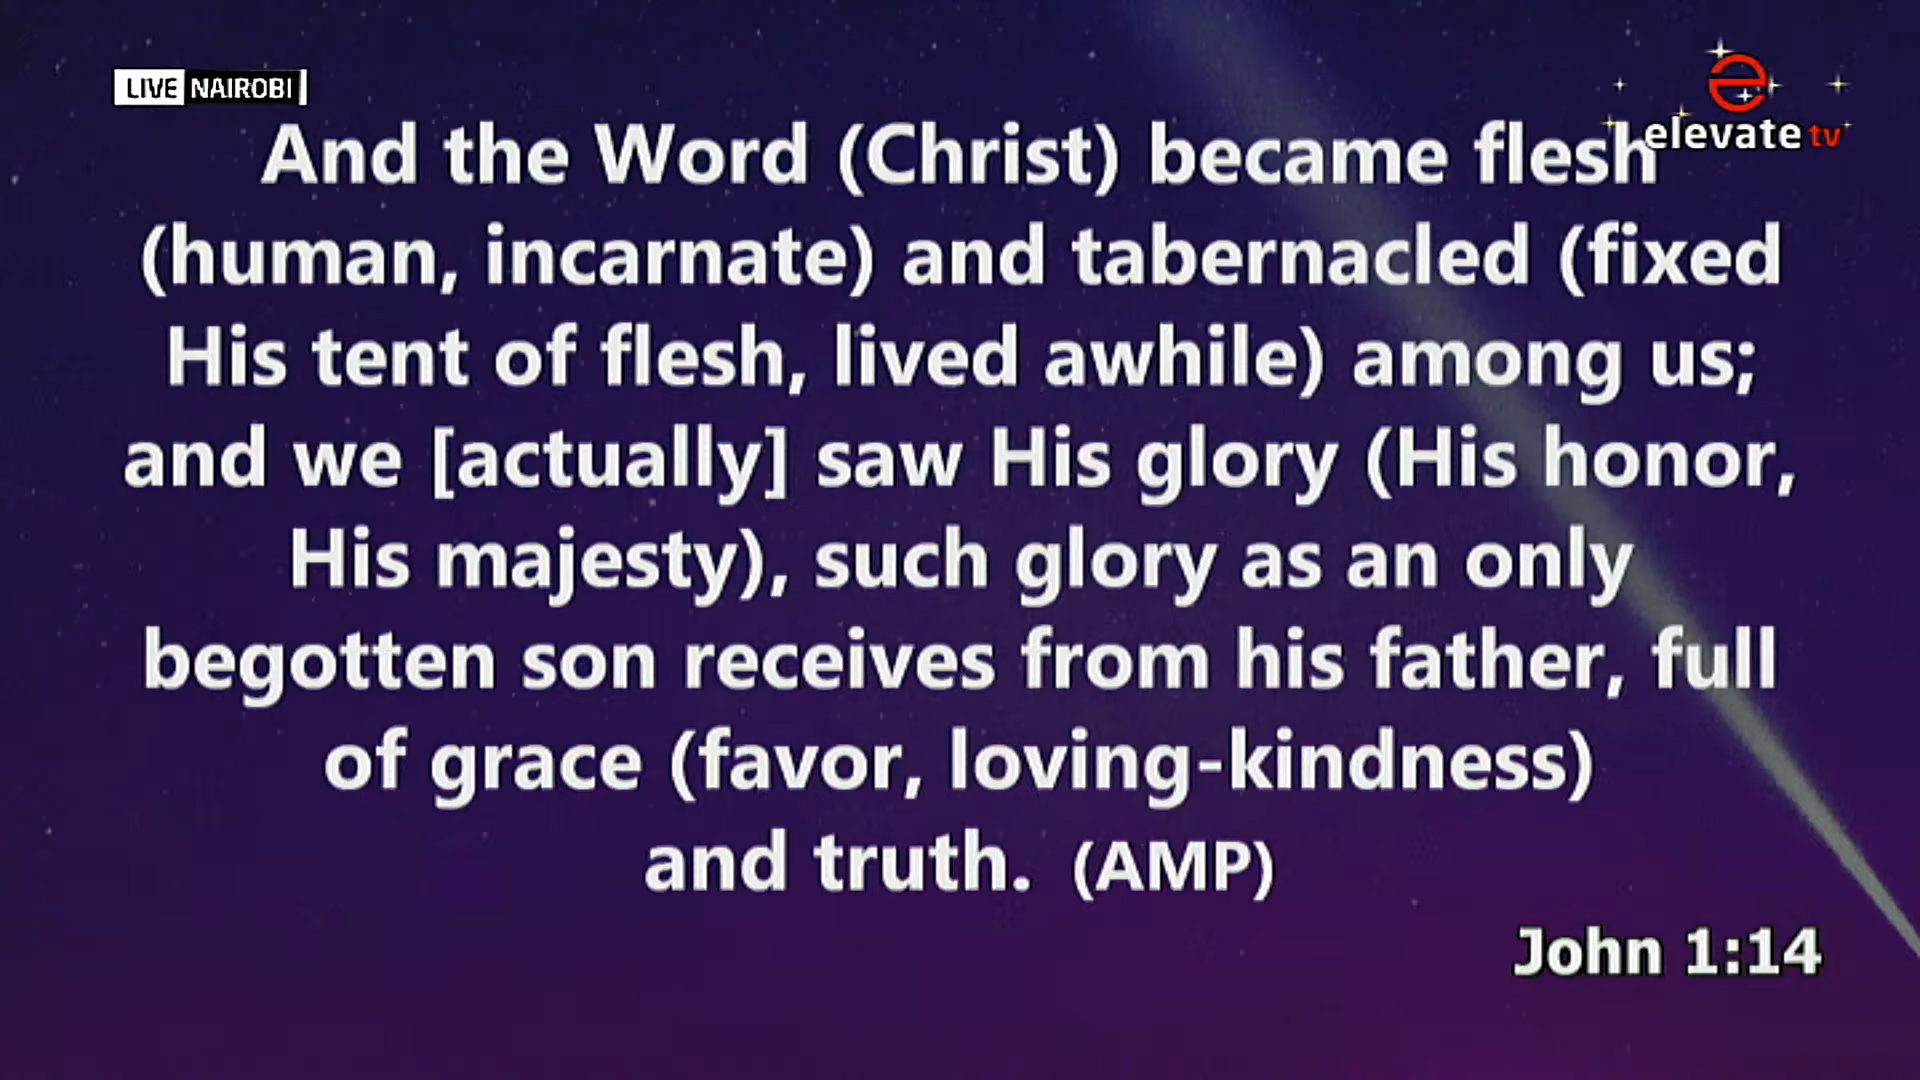 LIVE NAIROBI
elevate tv
And the Word (Christ) became flesh
(human, incarnate) and tabernacled (fixed
His tent of flesh, lived awhile) among us;
and we [actually] saw His glory (His honor,
His majesty), such glory as an only
begotten son receives from his father, full
of grace (favor, loving-kindness)
and truth. (AMP)
John 1:14